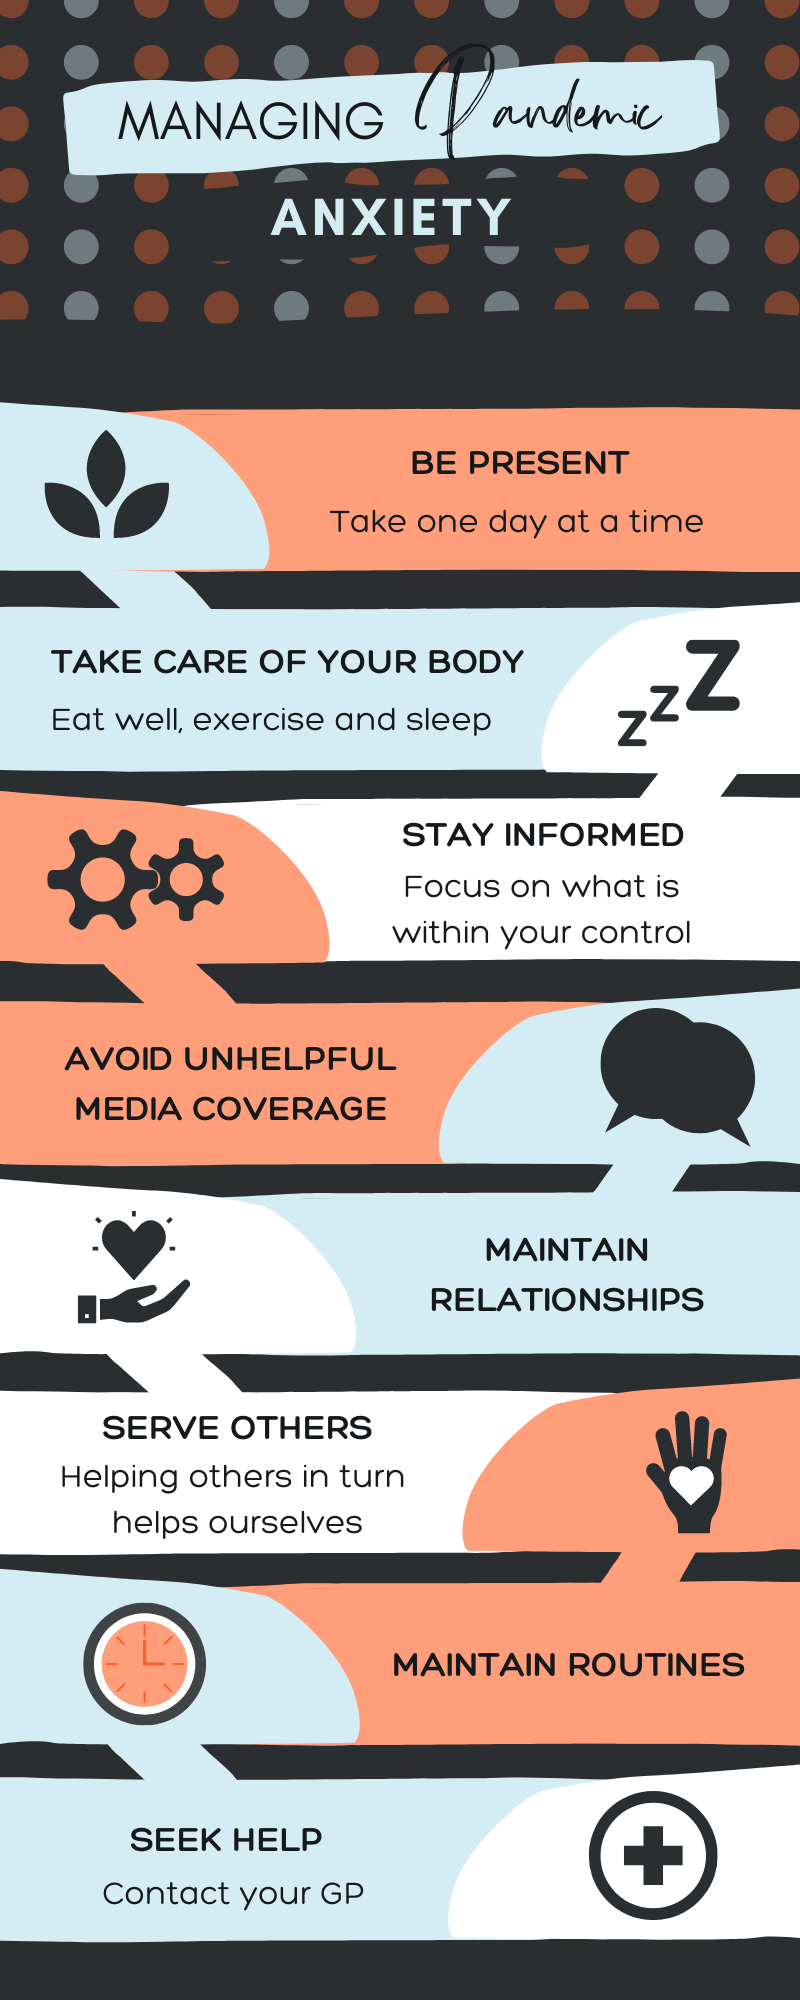 MANAGING Pandemic
ANXIETY
BE PRESENT
Take one day at a time
TAKE CARE OF YOUR BODY
Eat well, exercise and sleep
zzZ
STAY INFORMED
Focus on what is
within your control
AVOID UNHELPFUL
MEDIA COVERAGE
MAINTAIN
RELATIONSHIPS
SERVE OTHERS
Helping others in turn
helps ourselves
MAINTAIN ROUTINES
SEEK HELP
Contact your GP